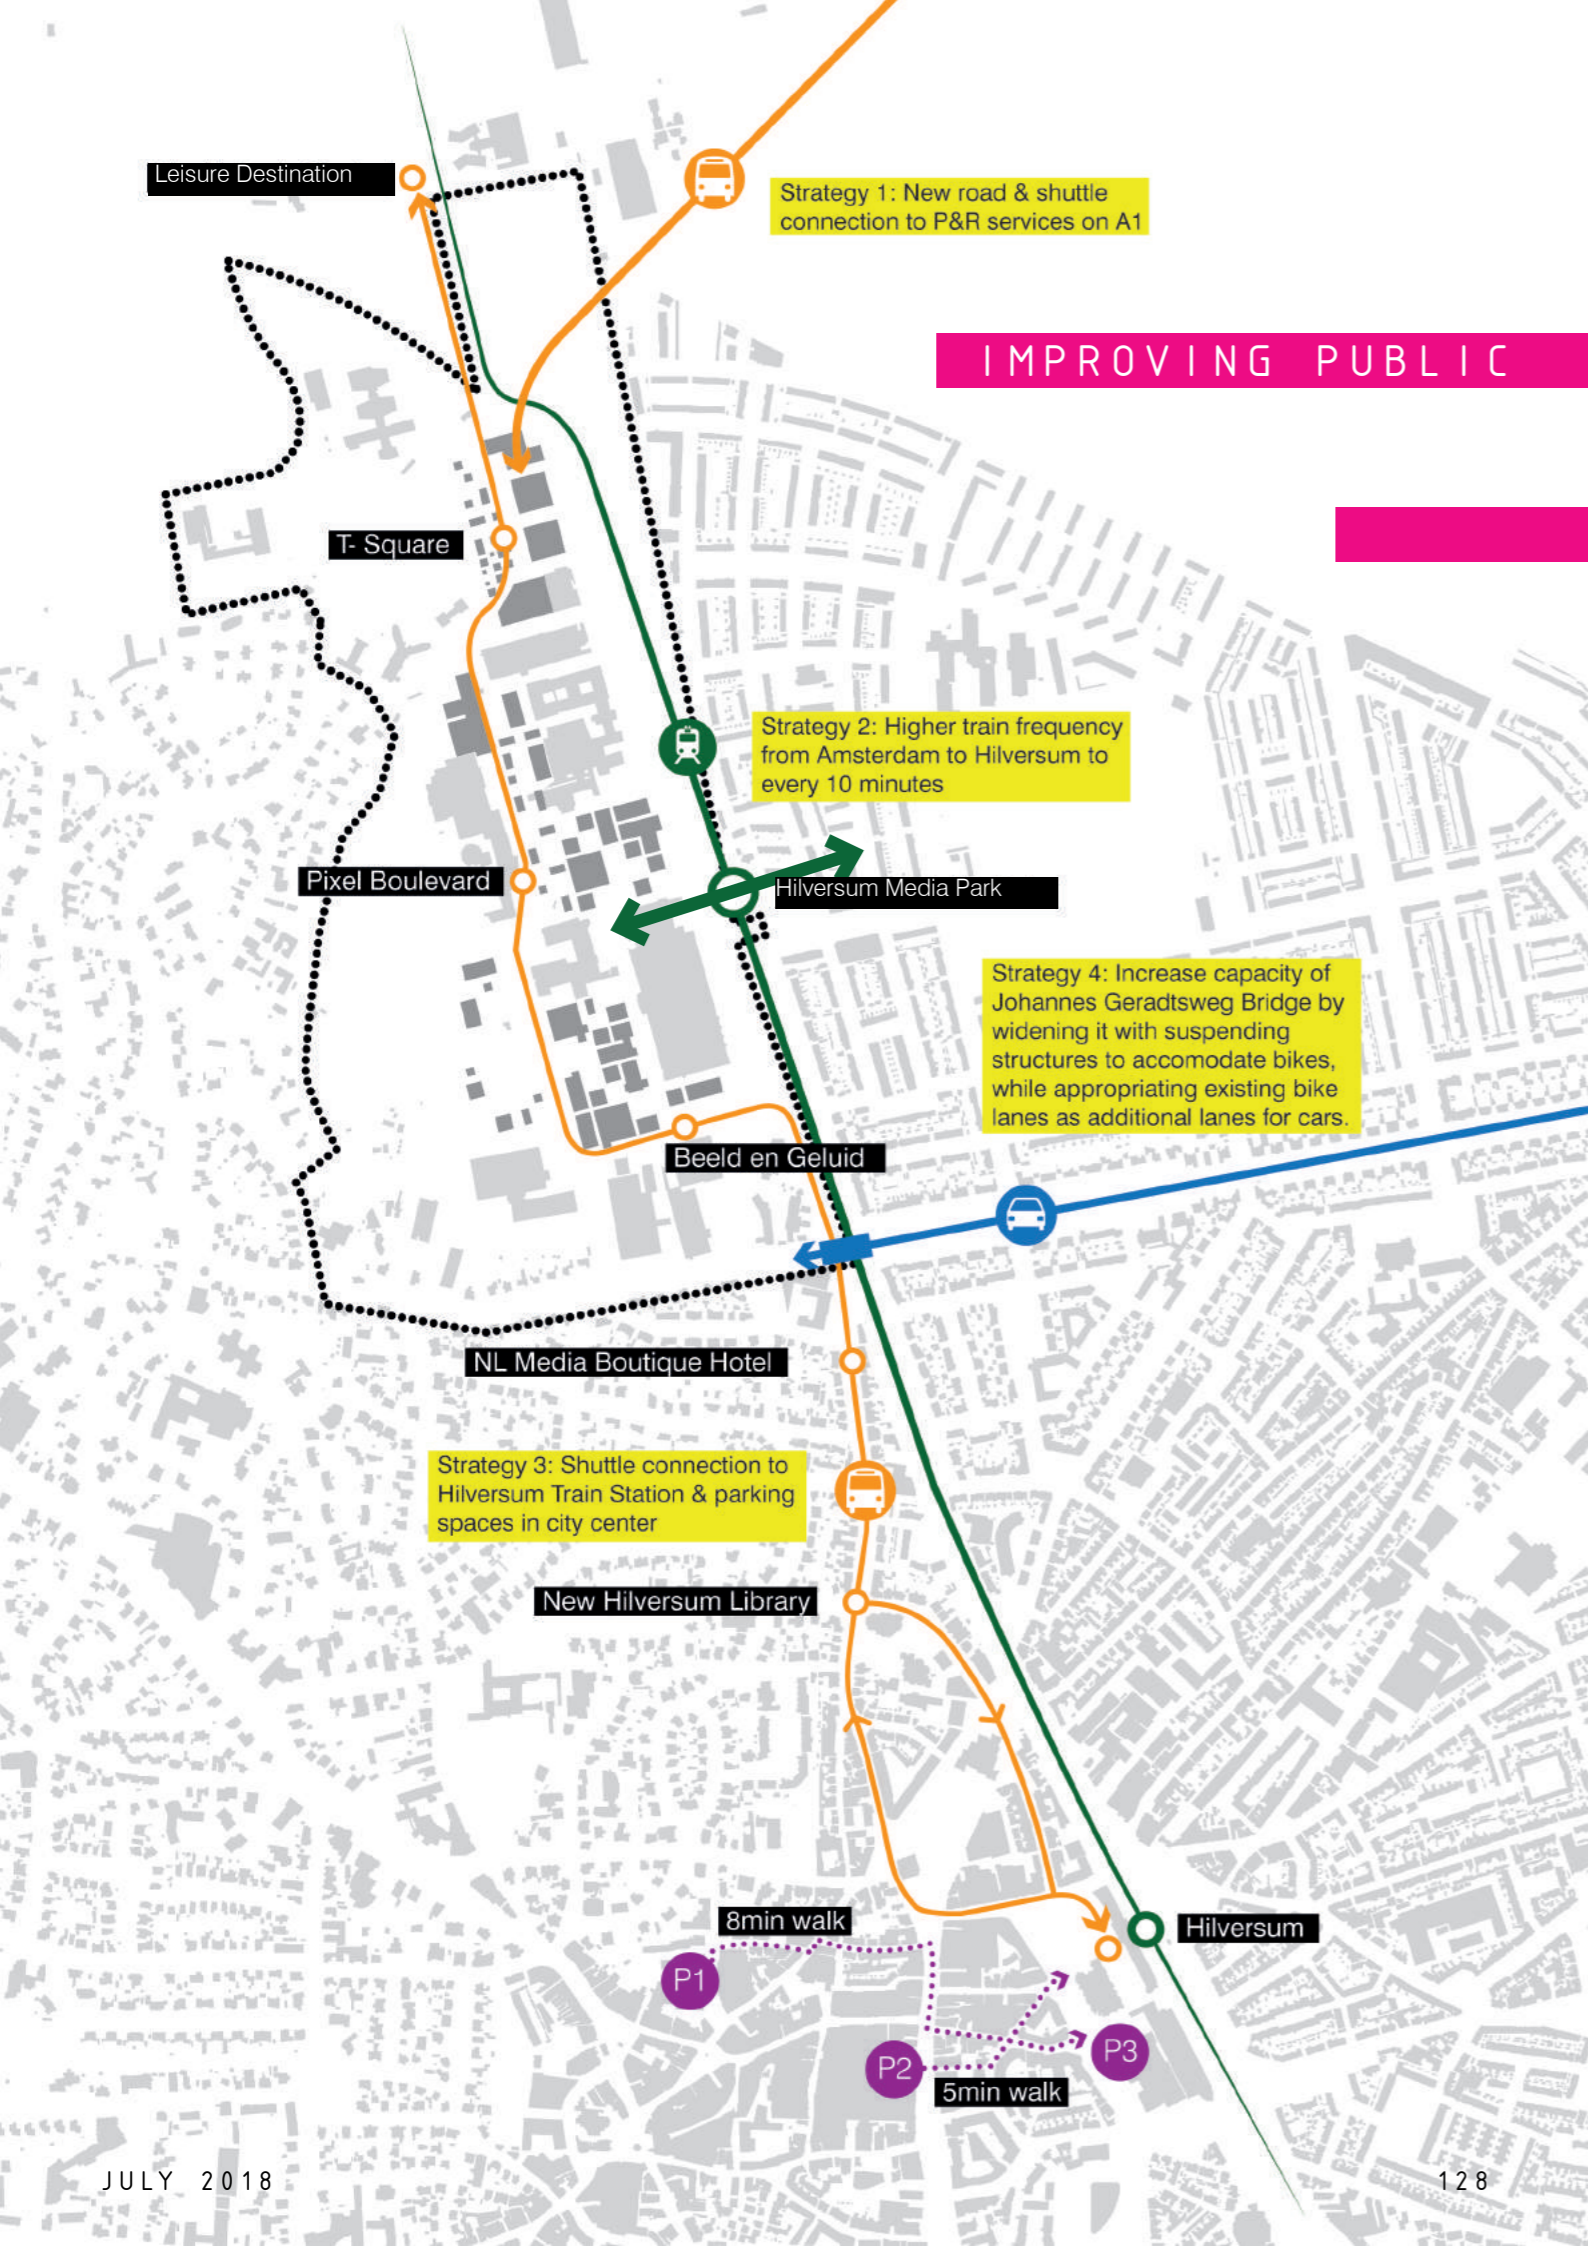 Leisure Destination
Strategy 1: New road & shuttle
connection to P&R services on A1
IMPROVING PUBLIC
T- Square
Strategy 2: Higher train frequency
from Amsterdam to Hilversum to
every 10 minutes
Pixel Boulevard
Hilversum Media Park
Strategy 4: Increase capacity of
Johannes Geradtsweg Bridge by
widening it with suspending
structures to accomodate bikes,
while appropriating existing bike
lanes as additional lanes for cars.
Beeld en Geluid
NL Media Boutique Hotel
Strategy 3: Shuttle connection to
Hilversum Train Station & parking
spaces in city center
New Hilversum Library
8min walk
Hilversum
P1
P2
P3
5min walk
JULY 2018
128